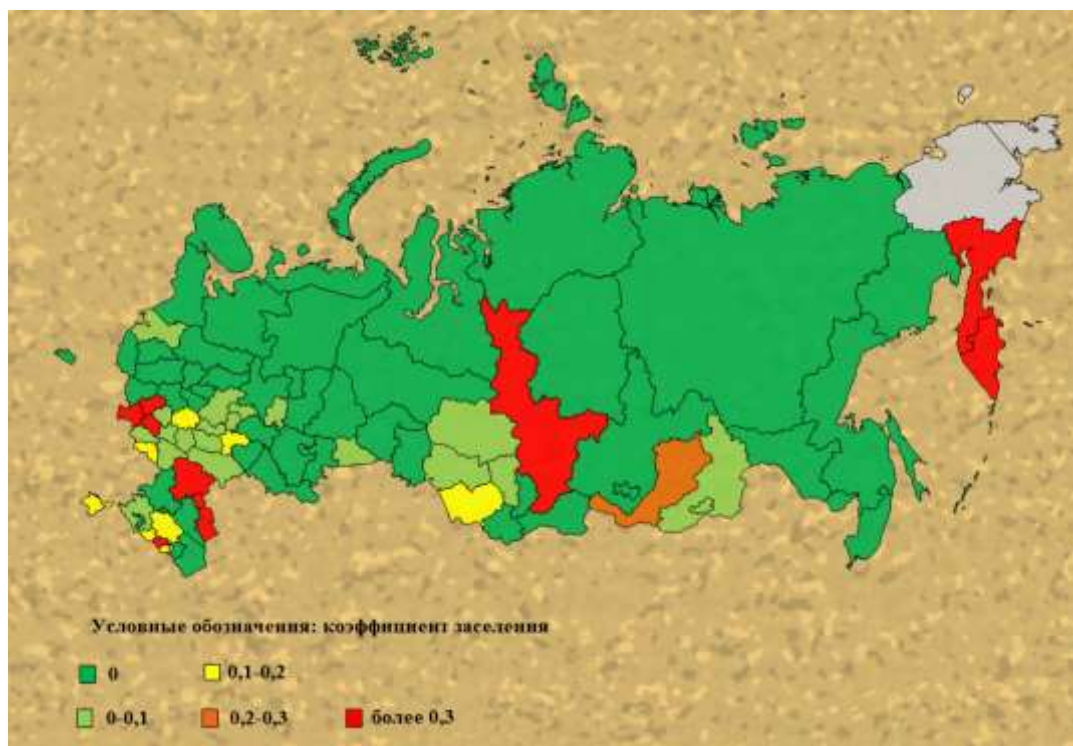 Условные обозначения: коэффициент заселения
0
0,1-0,2
0-0,1
0,2-0,3
более 0,3